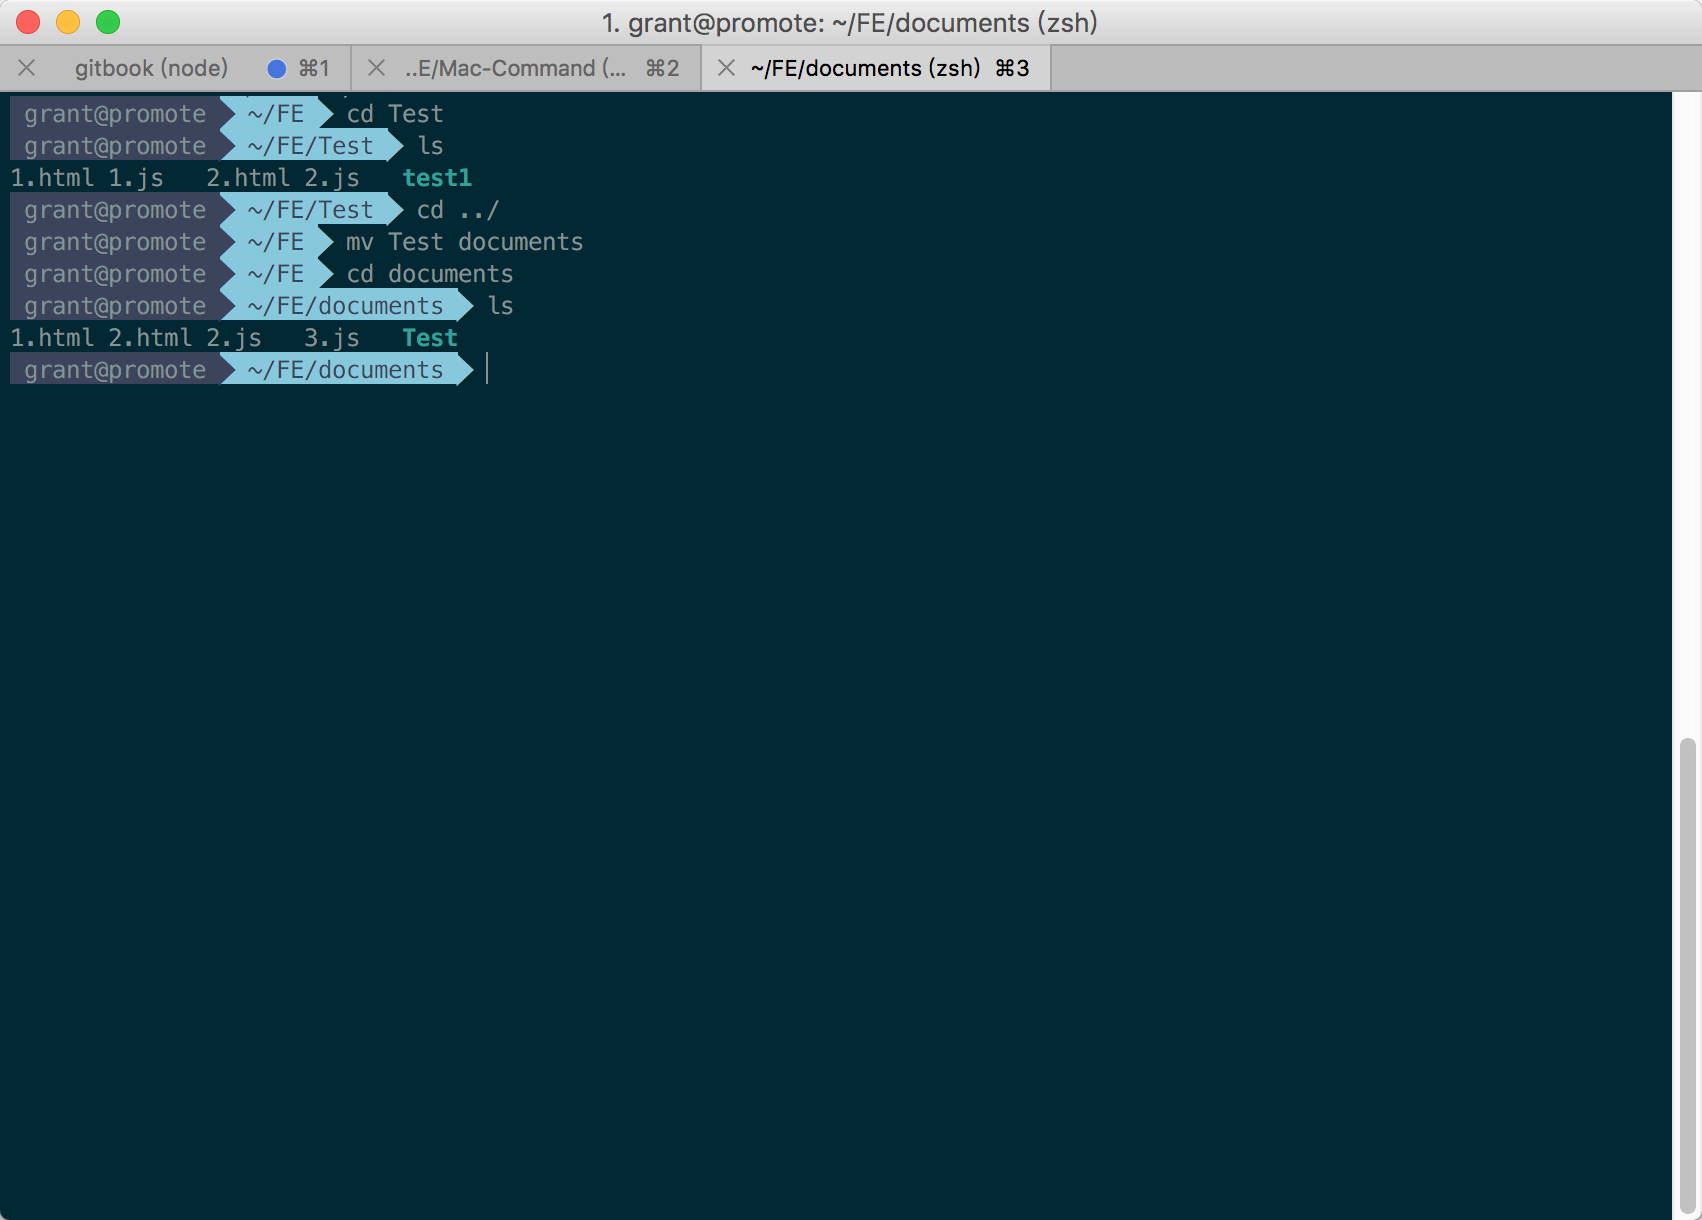 1. grant@promote: ~/FE/documents (zsh)
gitbook (node) ⌘1 ..E/Mac-Command (... ⌘2 ~/FE/documents (zsh) ⌘3
grant@promote ~/FE cd Test
grant@promote ~/FE/Test ls
1.html 1.js 2.html 2.js test1
grant@promote ~/FE/Test cd ../
grant@promote ~/FE mv Test documents
grant@promote ~/FE cd documents
grant@promote ~/FE/documents ls
1.html 2.html 2.js 3.js Test
grant@promote ~/FE/documents